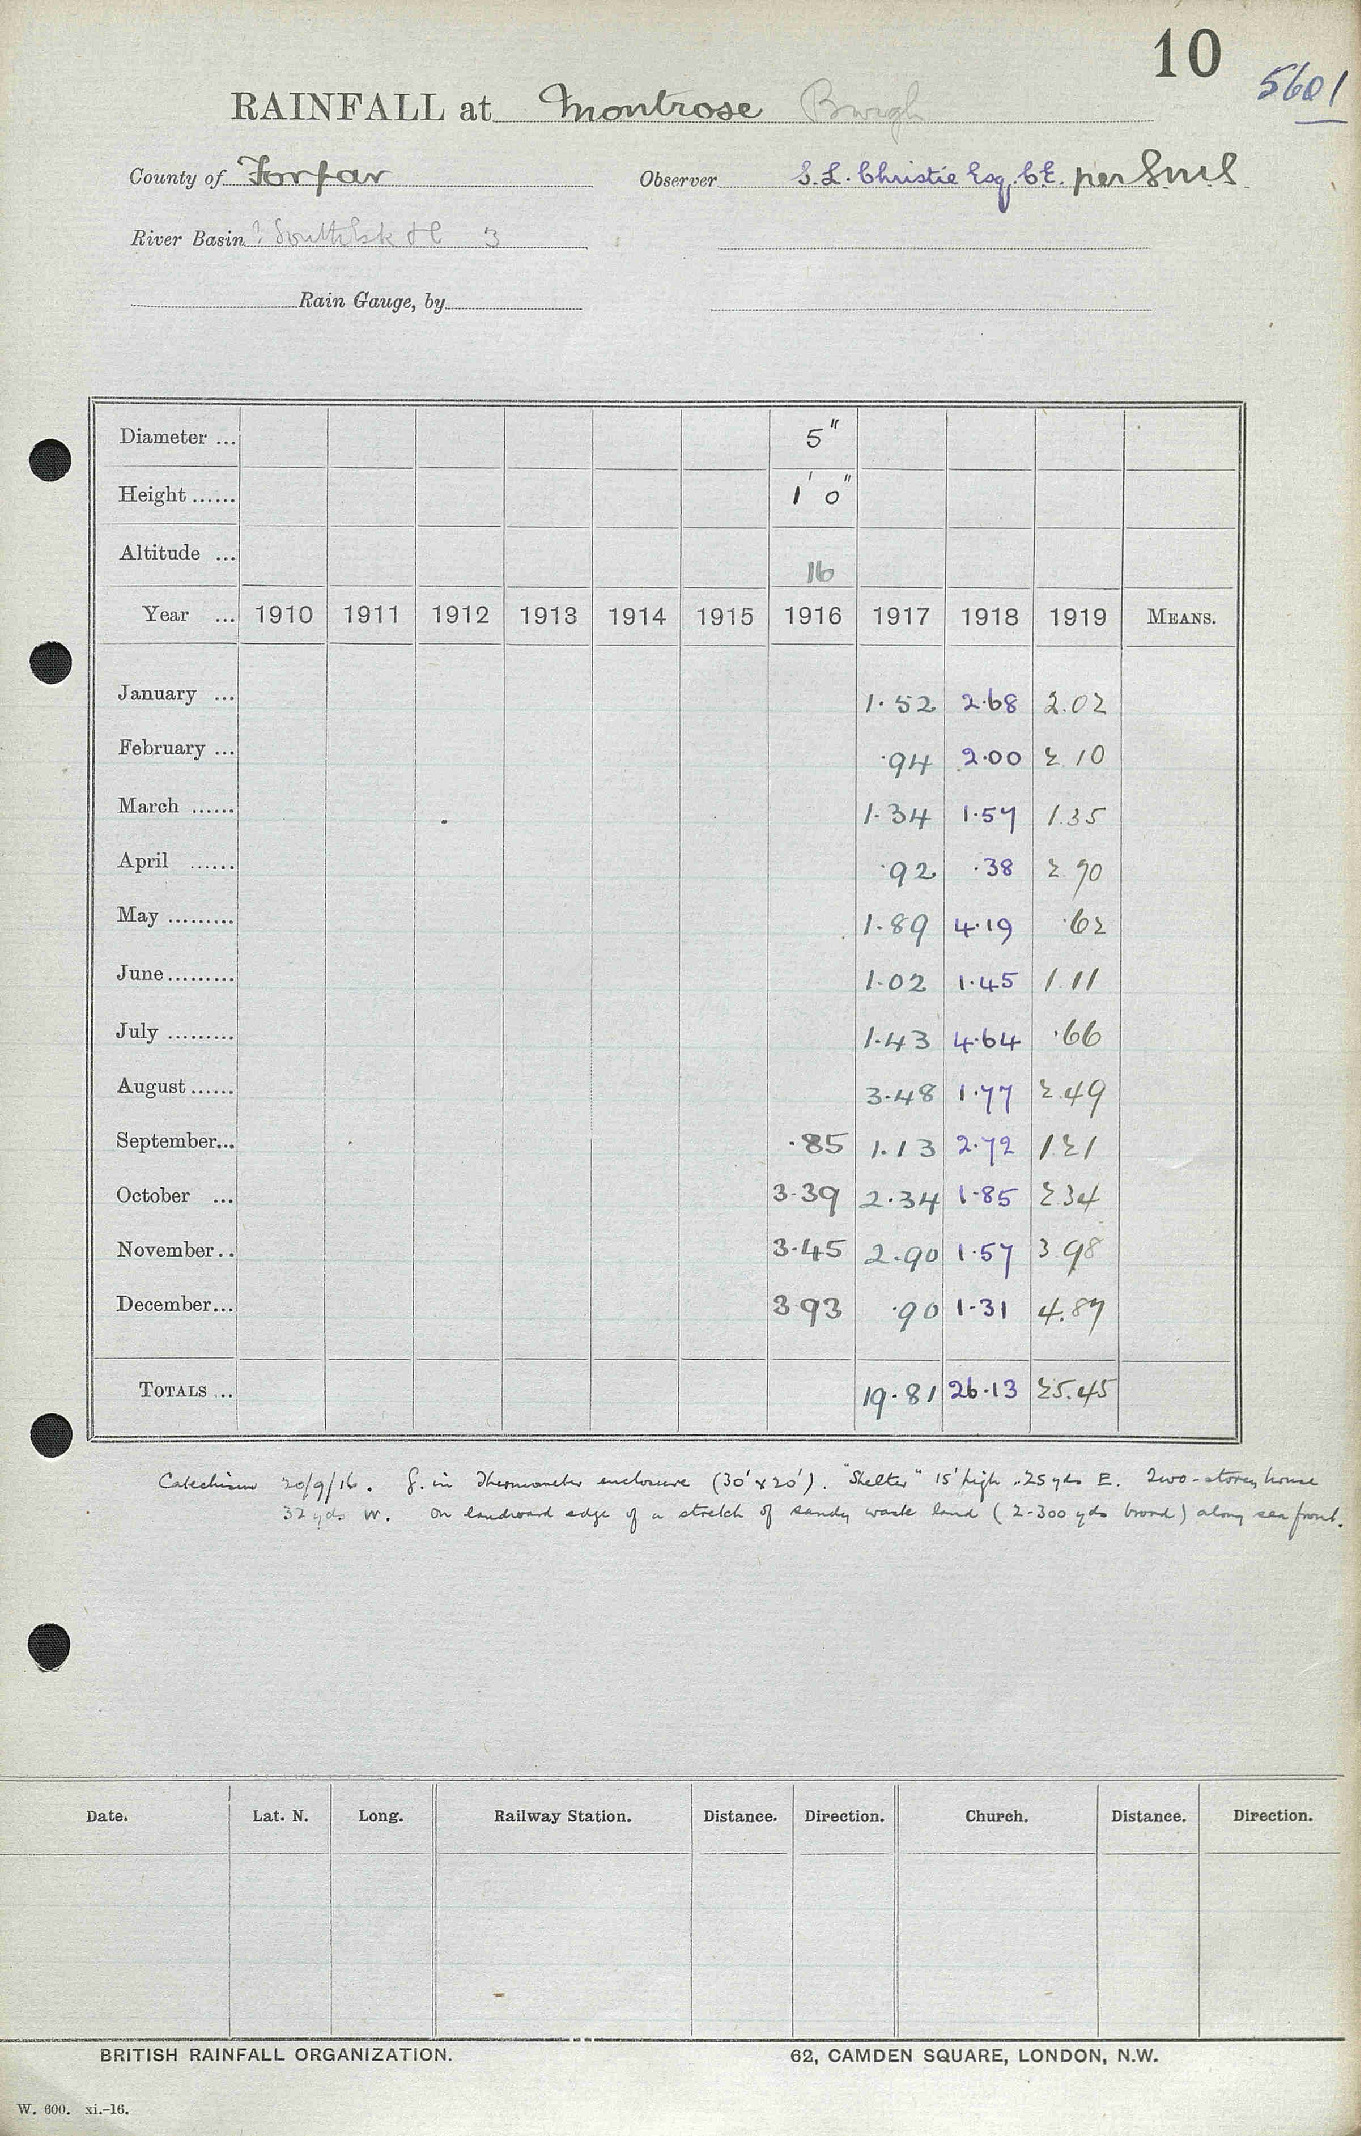 10
5601
RAINFALL at Montrose Burgh
County of Forfar Observer S. L. Christie Esq. C.E. per
River Basin ? South Esk &c 3
Rain Gauge, by
Diameter ... 5"
Height ...... 1' 0"
Altitude ... 16
Year ... 1910 1911 1912 1913 1914 1915 1916 1917 1918 1919 MEANS.
January ... 1.52 2.68 2.02
February ... .94 2.00 2 10
March ...... 1.34 1.57 1.35
April ...... .92 .38 2 70
May ......... 1.89 4.19 .62
June ......... 1.02 1.45 1 11
July ......... 1.43 4.64 .66
August ...... 3.48 1.77 2.49
September... .85 1.13 2.72 1.21
October ... 3.39 2.34 1.85 2.34
November .. 3.45 2.90 1.57 3 98
December... 3 93 .90 1.31 4.87
TOTALS ... 19.81 26.13 25.45
Catechism 20/9/16. G. in Thermometer enclosure (30' x 20'). "Shelter" 15' high, 25 yds E. Two-storey house
32 yds W. On landward edge of a stretch of sandy waste land (2-300 yds broad) along sea front.
Date. Lat. N. Long. Railway Station. Distance. Direction. Church. Distance. Direction.
BRITISH RAINFALL ORGANIZATION. 62, CAMDEN SQUARE, LONDON, N.W.
W. 600. xi.-16.